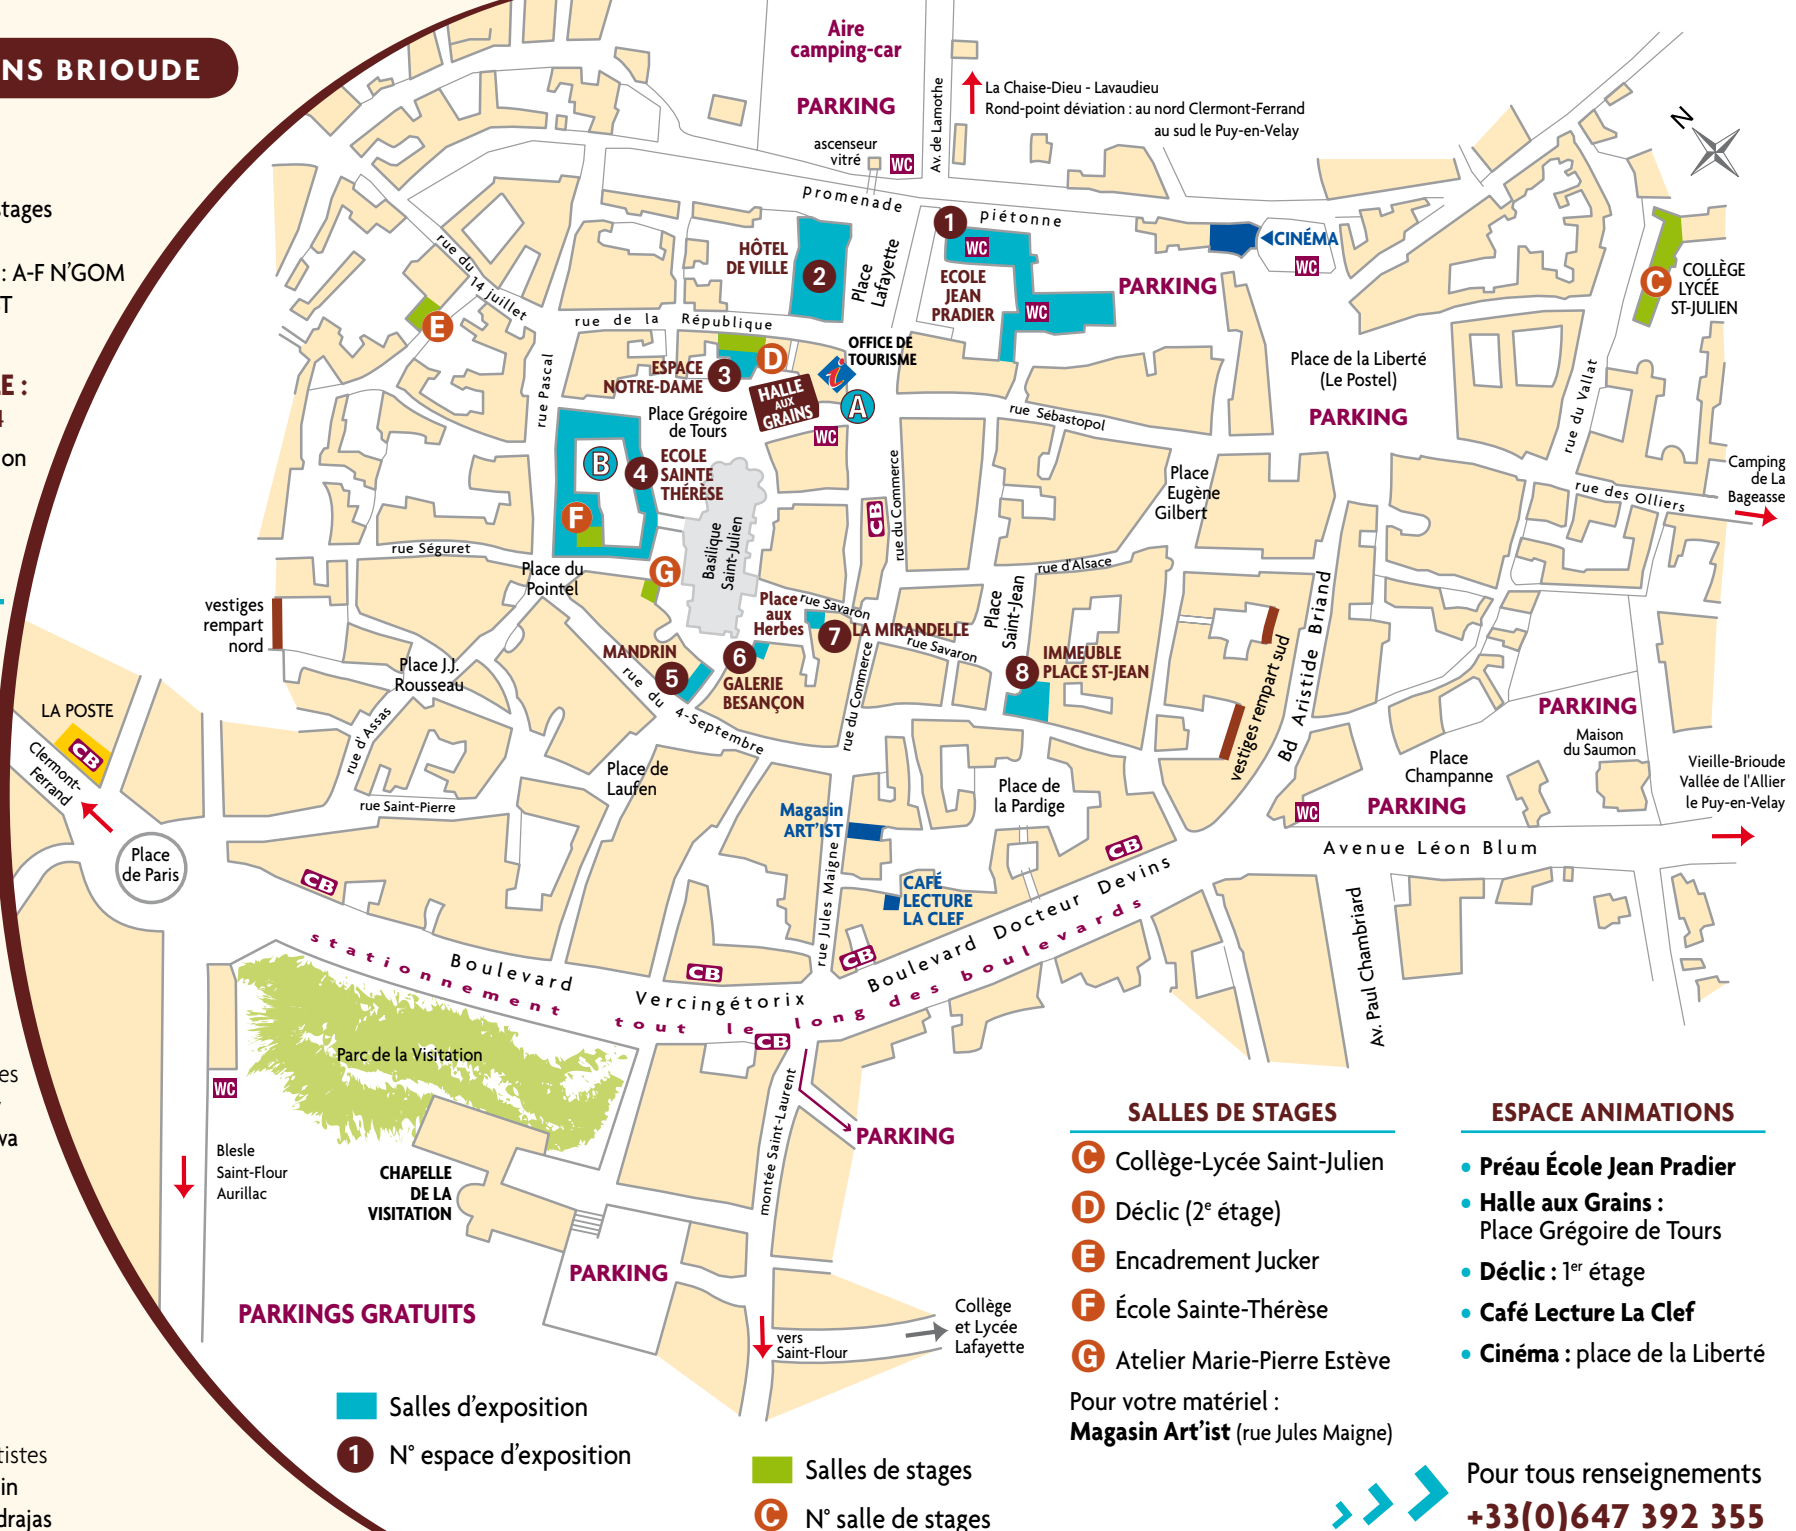 NS BRIOUDE
stages
: A-F N'GOM
T
E :
4
on
es
va
tistes
in
drajas
Aire
camping-car
PARKING
ascenseur
vitré
WC
Av. de Lamothe
La Chaise-Dieu - Lavaudieu
Rond-point déviation : au nord Clermont-Ferrand
au sud le Puy-en-Velay
N
promenade piétonne
1
WC
ECOLE
JEAN
PRADIER
WC
PARKING
CINÉMA
WC
C
COLLÈGE
LYCÉE
ST-JULIEN
HÔTEL
DE VILLE
2
Place
Lafayette
rue du 14 juillet
E
rue de la République
OFFICE DE
TOURISME
i
A
D
ESPACE
NOTRE-DAME
3
HALLE
AUX
GRAINS
WC
rue Pascal
Place Grégoire
de Tours
B
4
ECOLE
SAINTE
THÉRÈSE
F
Basilique
Saint-Julien
rue Sébastopol
Place de la Liberté
(Le Postel)
PARKING
rue du Vallat
Camping
de La
Bageasse
rue des Olliers
Place
Eugène
Gilbert
CB
rue du Commerce
rue Séguret
Place du
Pointel
G
rue d'Alsace
vestiges
rempart
nord
Place
aux
Herbes
rue Savaron
7
LA MIRANDELLE
rue Savaron
Place
Saint-Jean
MANDRIN
5
6
GALERIE
BESANÇON
8
IMMEUBLE
PLACE ST-JEAN
vestiges rempart sud
Bd Aristide Briand
Place J.J.
Rousseau
rue du 4-Septembre
rue du Commerce
LA POSTE
CB
Clermont-
Ferrand
rue d'Assas
Place de
Laufen
rue Saint-Pierre
Place
de Paris
Magasin
ART'IST
Place de
la Pardige
PARKING
Maison
du Saumon
Place
Champanne
WC
PARKING
Vieille-Brioude
Vallée de l'Allier
le Puy-en-Velay
Avenue Léon Blum
CB
CB
CAFÉ
LECTURE
LA CLEF
rue Jules Maigne
CB
CB
Boulevard Vercingétorix
Boulevard Docteur Devins
stationnement tout le long des boulevards
CB
Av. Paul Chambriard
Parc de la Visitation
WC
Blesle
Saint-Flour
Aurillac
CHAPELLE
DE LA
VISITATION
montée Saint-Laurent
PARKING
PARKING
PARKINGS GRATUITS
vers
Saint-Flour
Collège
et Lycée
Lafayette
Salles d'exposition
1 N° espace d'exposition
Salles de stages
C N° salle de stages
SALLES DE STAGES
C Collège-Lycée Saint-Julien
D Déclic (2e étage)
E Encadrement Jucker
F École Sainte-Thérèse
G Atelier Marie-Pierre Estève
Pour votre matériel :
Magasin Art'ist (rue Jules Maigne)
ESPACE ANIMATIONS
• Préau École Jean Pradier
• Halle aux Grains :
Place Grégoire de Tours
• Déclic : 1er étage
• Café Lecture La Clef
• Cinéma : place de la Liberté
Pour tous renseignements
+33(0)647 392 355